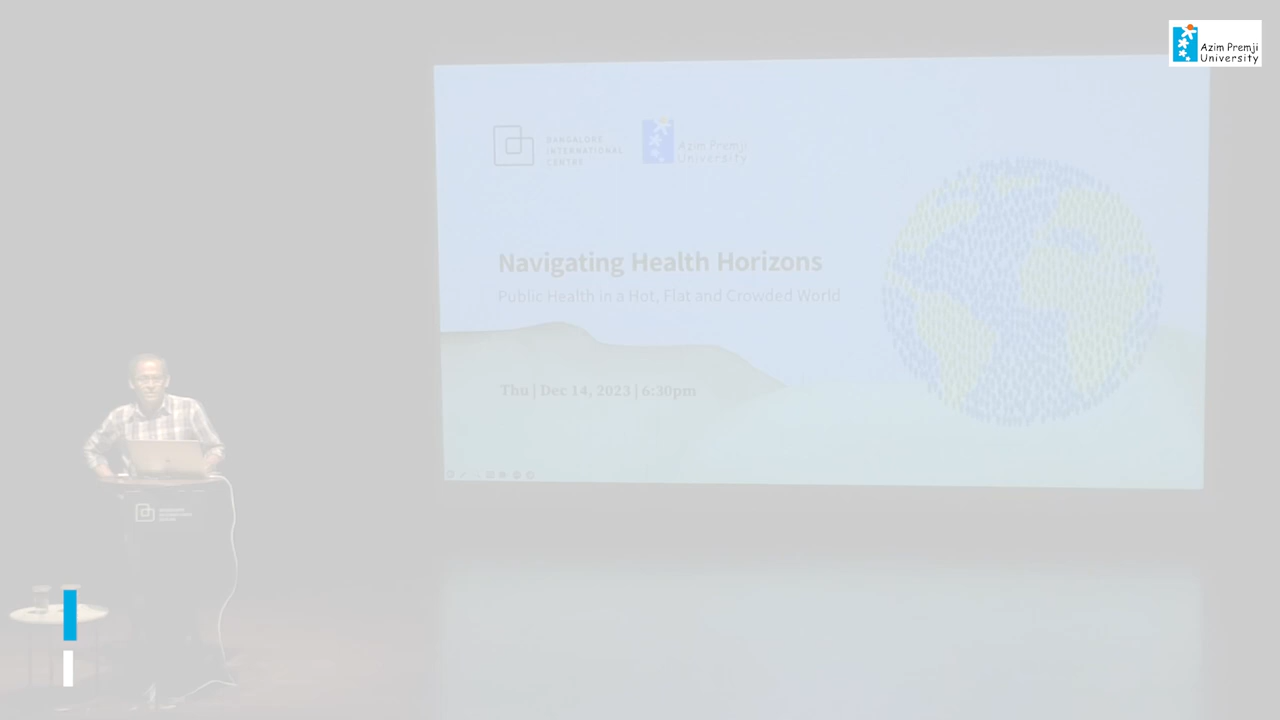 Azim Premji
University
BANGALORE
INTERNATIONAL
CENTRE
Azim Premji
University
Navigating Health Horizons
Public Health in a Hot, Flat and Crowded World
Thu | Dec 14, 2023 | 6:30pm